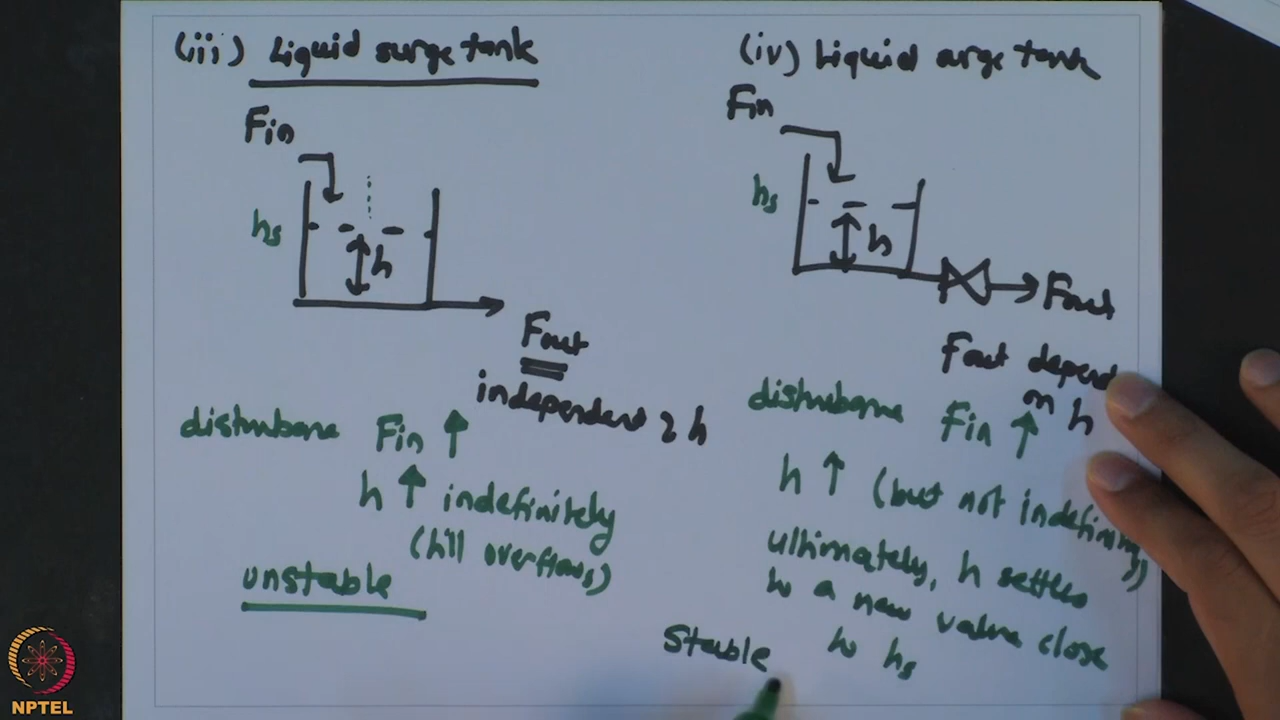 (iii) Liquid surge tank
Fin
hs
h
Fout
independent of h
disturbance Fin ↑
h ↑ indefinitely
(till overflows)
unstable
(iv) Liquid surge tank
Fin
hs
h
Fout
Fout depend
on h
disturbance Fin ↑
h ↑ (but not indefinitely)
ultimately, h settles
to a new value close
to hs
Stable
NPTEL